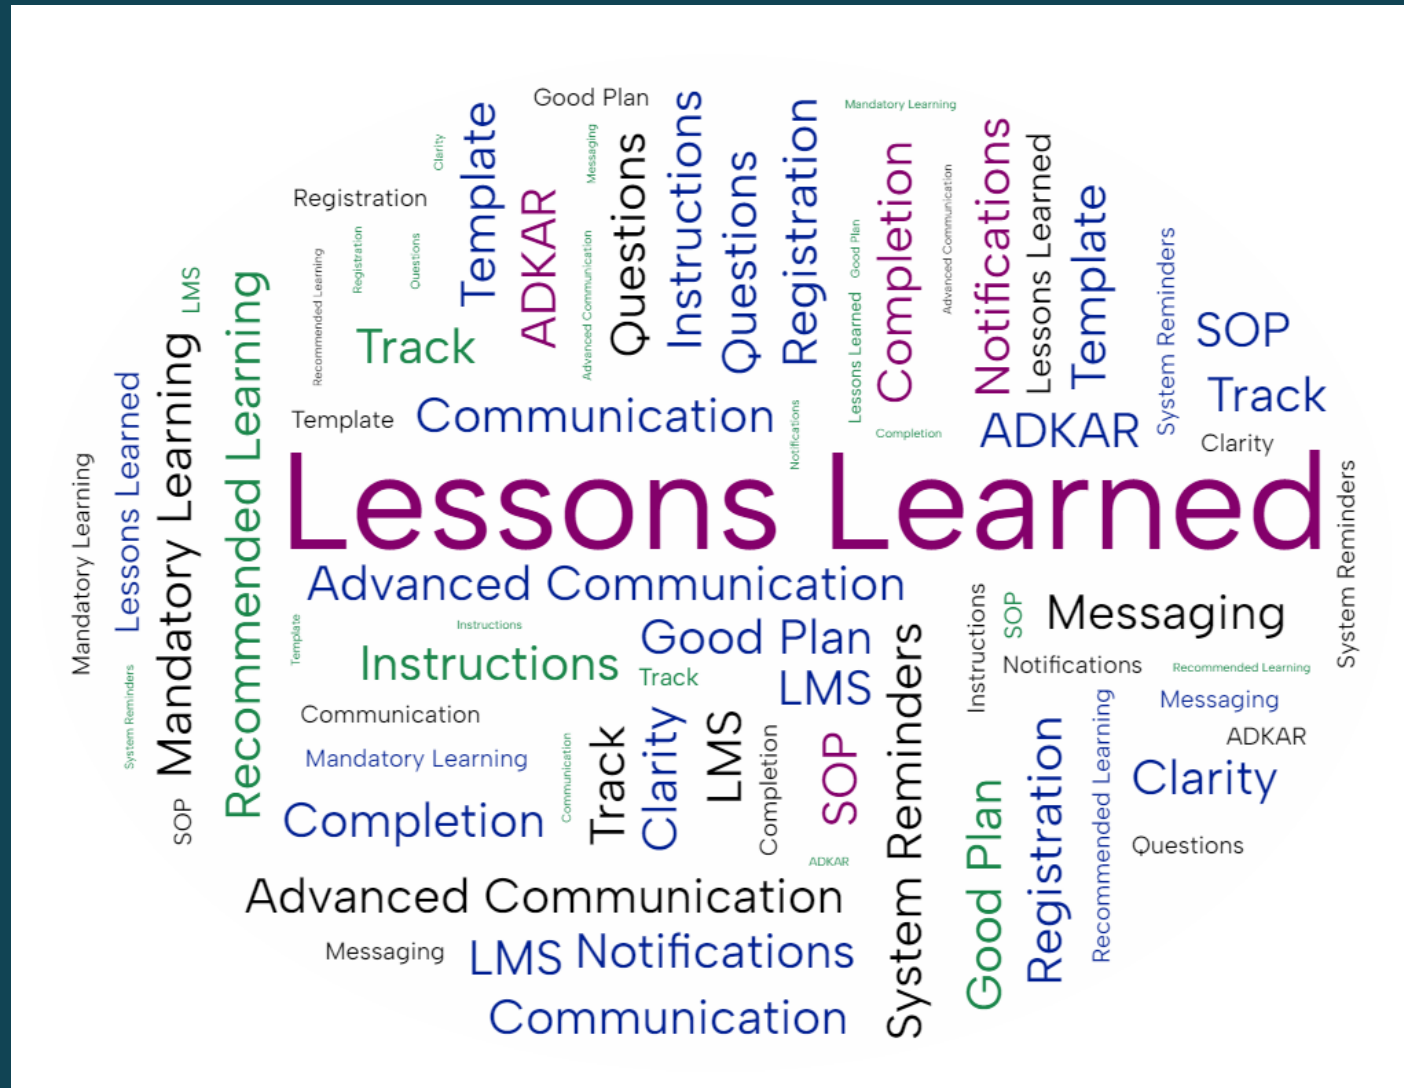 Good Plan
Mandatory Learning
Clarity
Template
Messaging
Questions
Instructions
Questions
Registration
Completion
Advanced Communication
Notifications
Lessons Learned
Template
Registration
ADKAR
Recommended Learning
Registration
Questions
Advanced Communication
Good Plan
Lessons Learned
System Reminders
LMS
Recommended Learning
Track
SOP
Mandatory Learning
Lessons Learned
Track
Template
Communication
Notifications
Completion
ADKAR
Clarity
Mandatory Learning
Lessons Learned
System Reminders
Advanced Communication
Instructions
SOP
Messaging
Template
Instructions
Good Plan
Instructions
Track
LMS
System Reminders
Notifications
Recommended Learning
System Reminders
Communication
Messaging
Recommended Learning
ADKAR
Mandatory Learning
Communication
Track
Clarity
LMS
Completion
SOP
Registration
Clarity
Good Plan
SOP
Completion
Questions
ADKAR
Advanced Communication
Messaging
LMS
Notifications
Communication